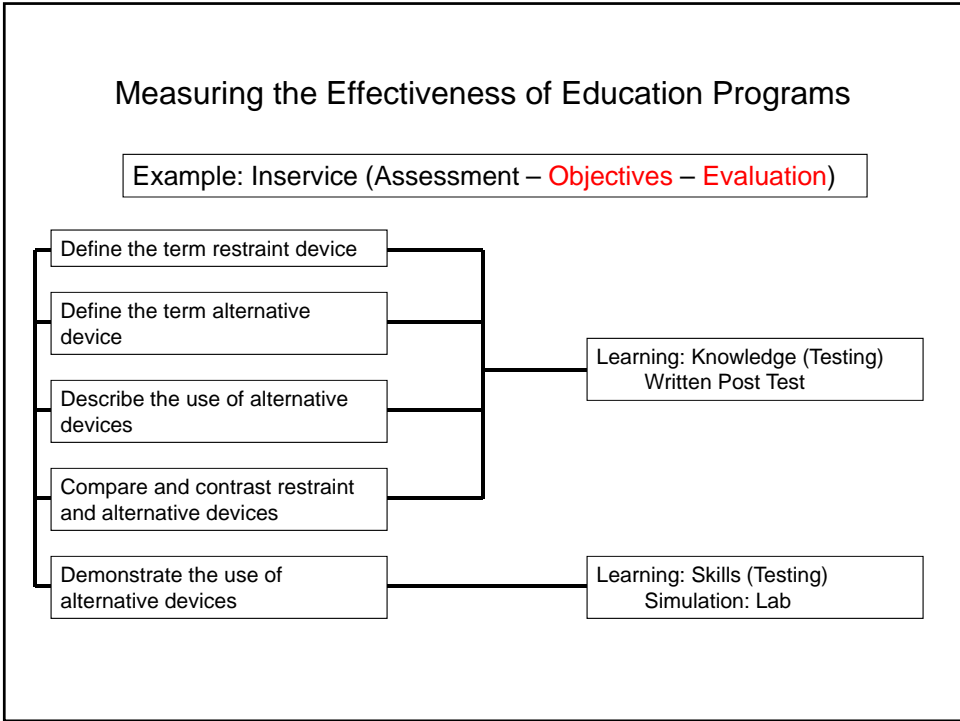 Measuring the Effectiveness of Education Programs
Example: Inservice (Assessment – Objectives – Evaluation)
Define the term restraint device
Define the term alternative
device
Describe the use of alternative
devices
Compare and contrast restraint
and alternative devices
Demonstrate the use of
alternative devices
Learning: Knowledge (Testing)
Written Post Test
Learning: Skills (Testing)
Simulation: Lab